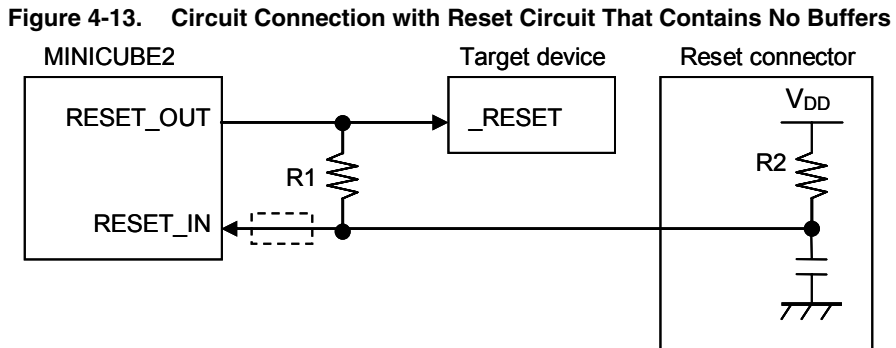 Figure 4-13. Circuit Connection with Reset Circuit That Contains No Buffers
MINICUBE2
Target device
Reset connector
RESET_OUT
_RESET
VDD
R1
R2
RESET_IN